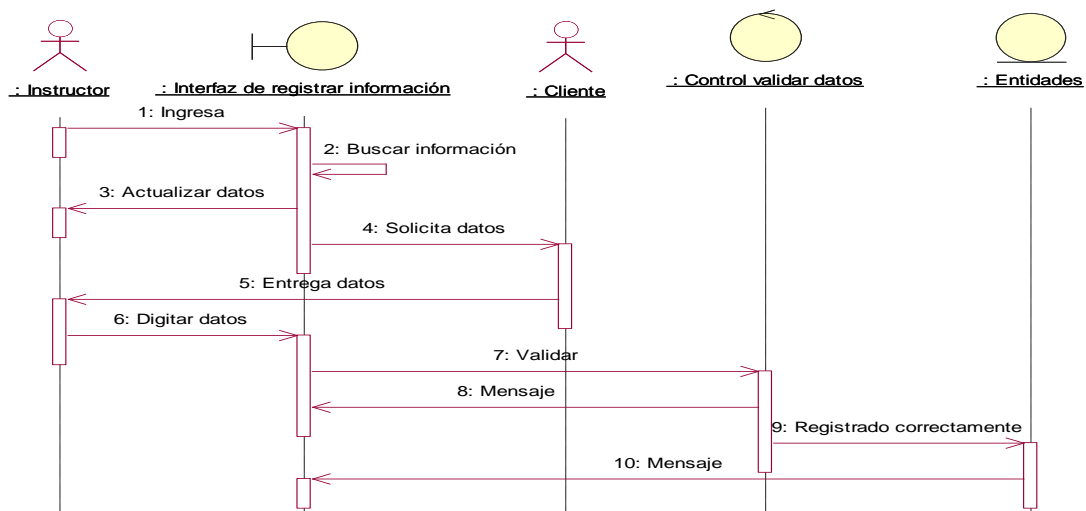 : Instructor
: Interfaz de registrar información
: Cliente
: Control validar datos
: Entidades
1: Ingresa
2: Buscar información
3: Actualizar datos
4: Solicita datos
5: Entrega datos
6: Digitar datos
7: Validar
8: Mensaje
9: Registrado correctamente
10: Mensaje